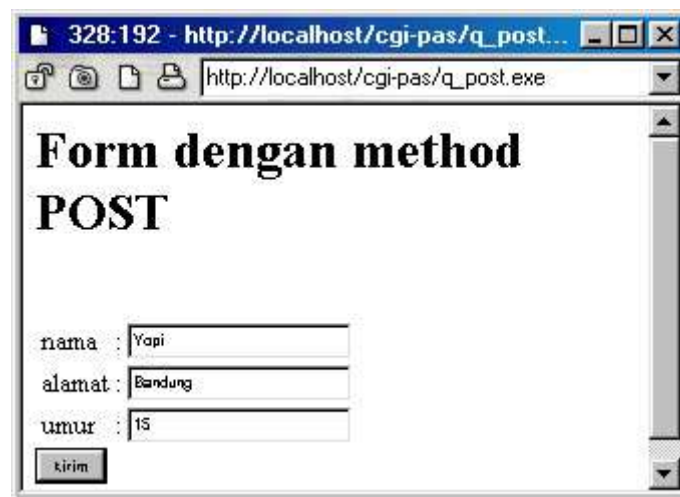 328:192 - http://localhost/cgi-pas/q_post...
http://localhost/cgi-pas/q_post.exe
Form dengan method
POST
nama : Yapi
alamat : Bandung
umur : 15
kirim